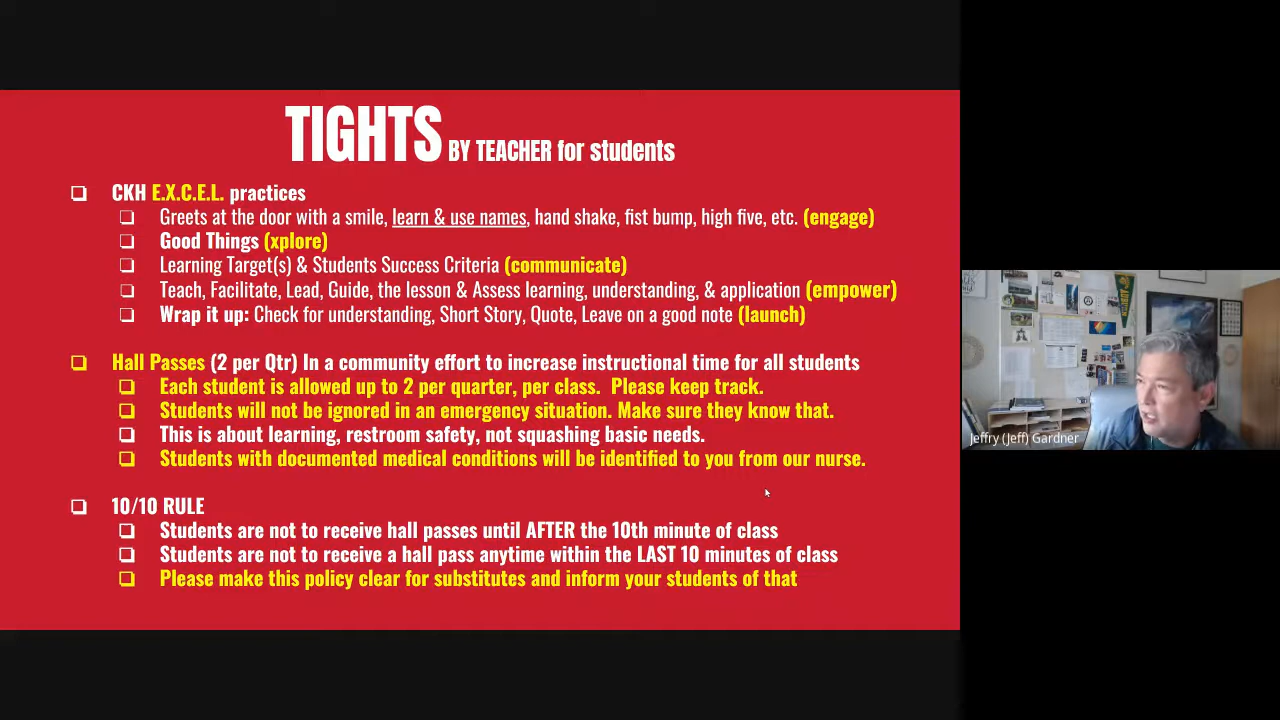 TIGHTS BY TEACHER for students
CKH E.X.C.E.L. practices
Greets at the door with a smile, learn & use names, hand shake, fist bump, high five, etc. (engage)
Good Things (xplore)
Learning Target(s) & Students Success Criteria (communicate)
Teach, Facilitate, Lead, Guide, the lesson & Assess learning, understanding, & application (empower)
Wrap it up: Check for understanding, Short Story, Quote, Leave on a good note (launch)
Hall Passes (2 per Qtr) In a community effort to increase instructional time for all students
Each student is allowed up to 2 per quarter, per class. Please keep track.
Students will not be ignored in an emergency situation. Make sure they know that.
This is about learning, restroom safety, not squashing basic needs.
Students with documented medical conditions will be identified to you from our nurse.
10/10 RULE
Students are not to receive hall passes until AFTER the 10th minute of class
Students are not to receive a hall pass anytime within the LAST 10 minutes of class
Please make this policy clear for substitutes and inform your students of that
Jeffry (Jeff) Gardner